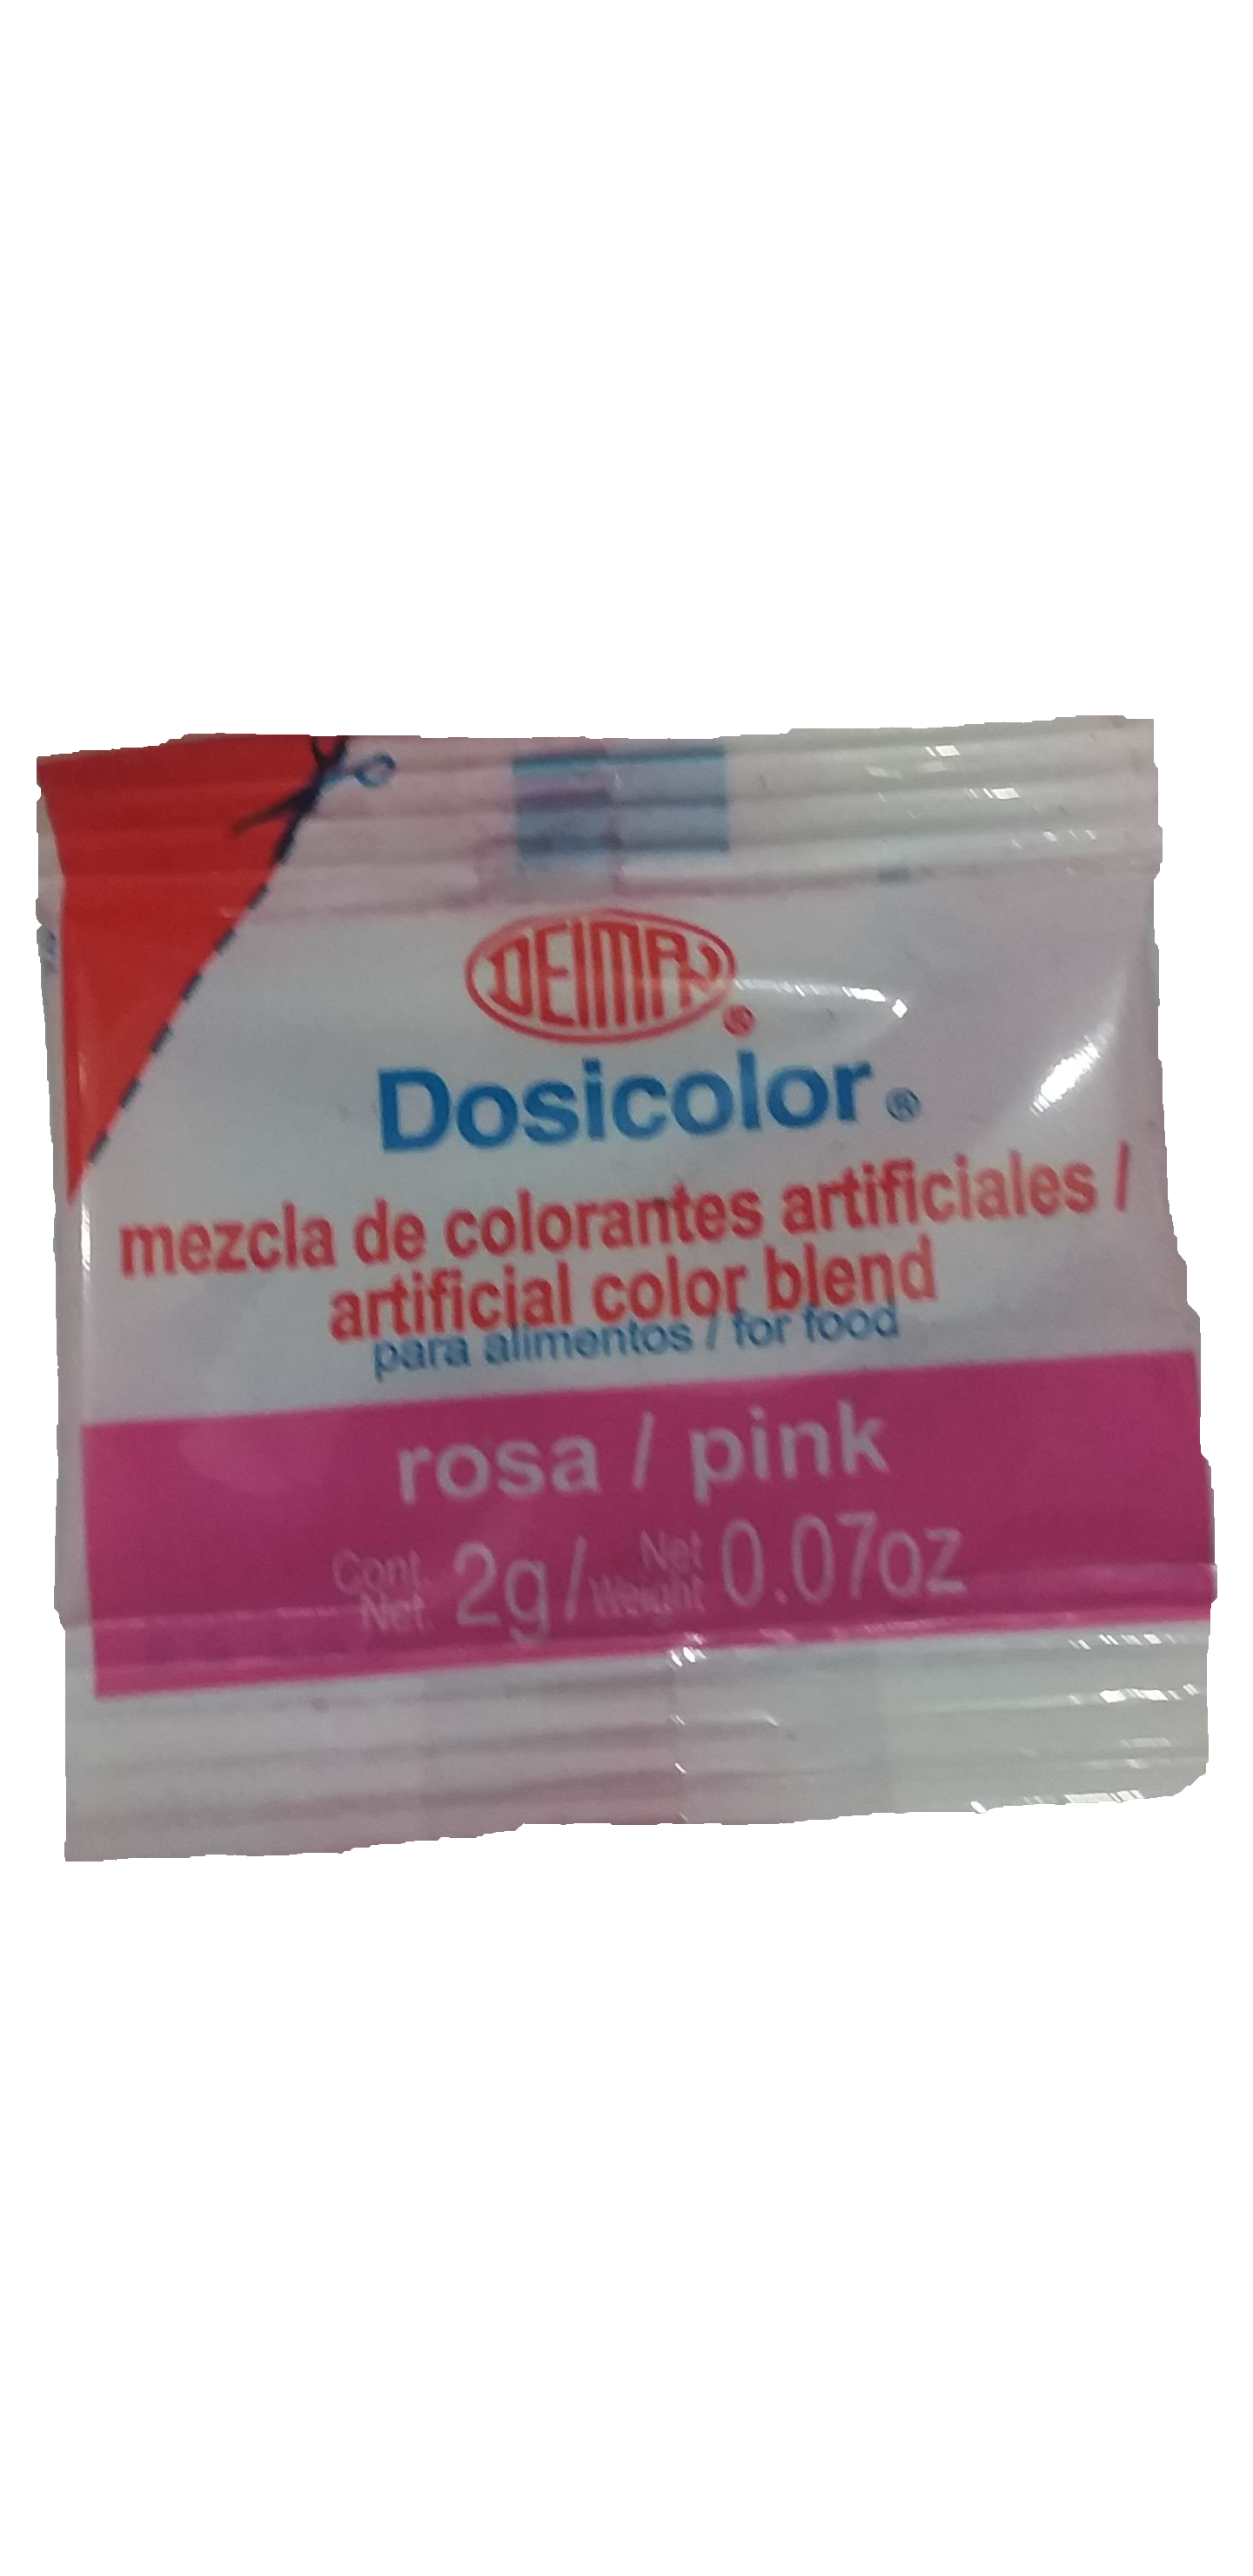 DEIMAN®
Dosicolor®
mezcla de colorantes artificiales /
artificial color blend
para alimentos / for food
rosa / pink
Cont. Net. 2g / Net Weight 0.07oz